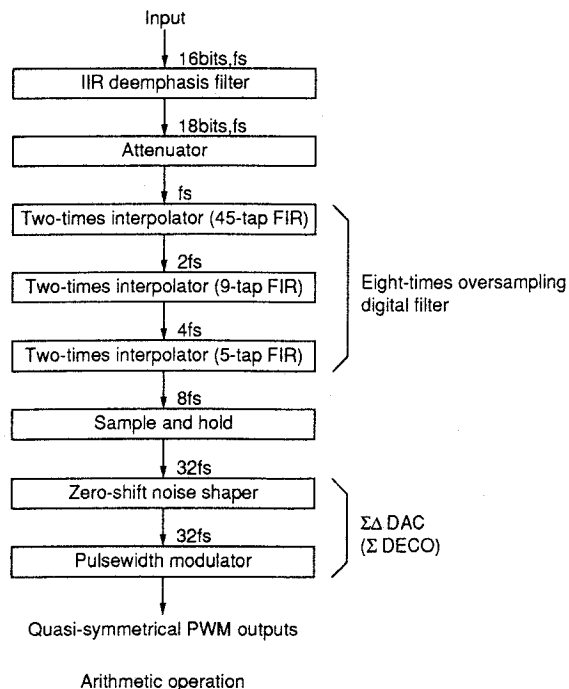 Input
16bits,fs
IIR deemphasis filter
18bits,fs
Attenuator
fs
Two-times interpolator (45-tap FIR)
2fs
Two-times interpolator (9-tap FIR)
4fs
Two-times interpolator (5-tap FIR)
Eight-times oversampling
digital filter
8fs
Sample and hold
32fs
Zero-shift noise shaper
32fs
Pulsewidth modulator
ΣΔ DAC
(Σ DECO)
Quasi-symmetrical PWM outputs
Arithmetic operation